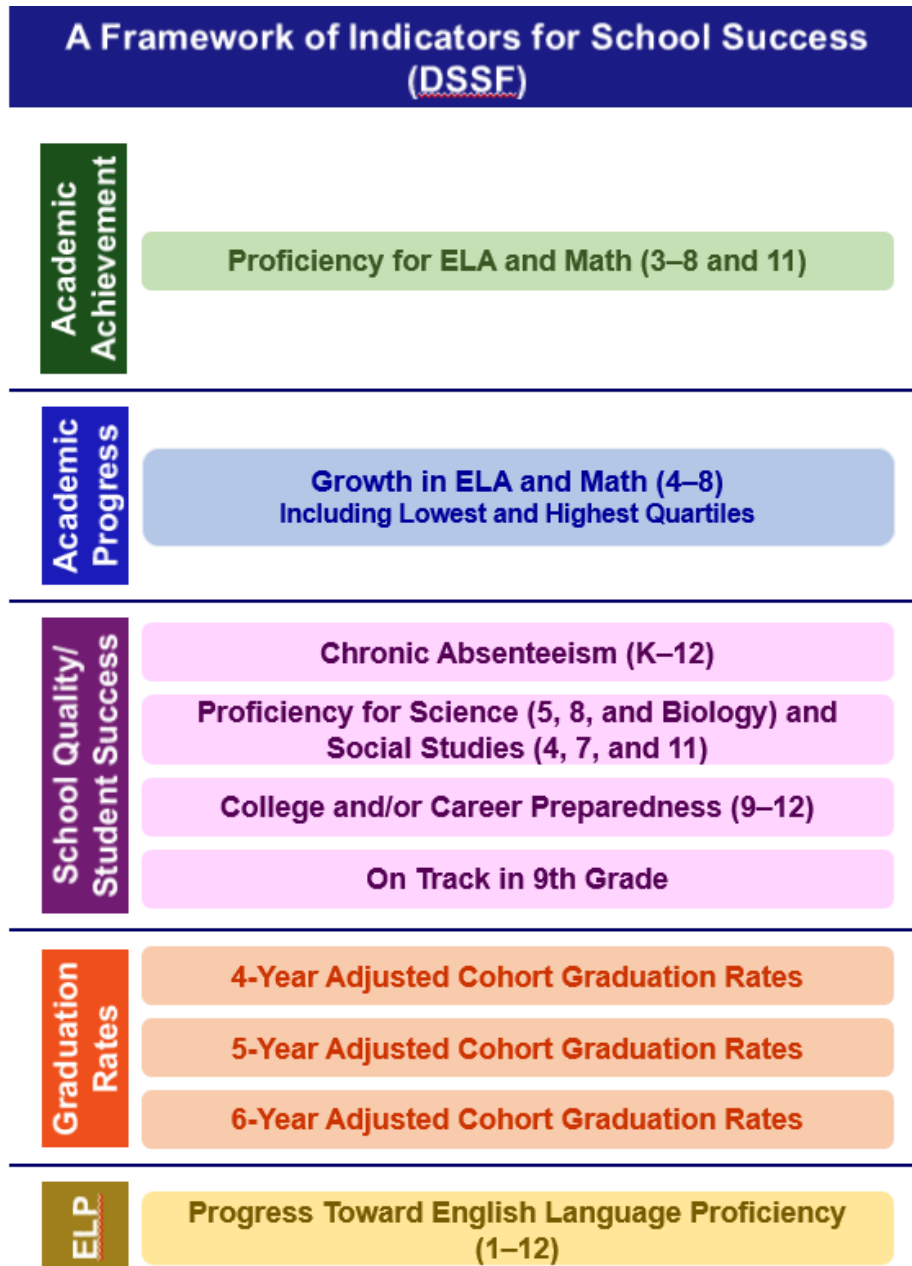 A Framework of Indicators for School Success
(DSSF)
Academic
Achievement
Proficiency for ELA and Math (3–8 and 11)
Academic
Progress
Growth in ELA and Math (4–8)
Including Lowest and Highest Quartiles
School Quality/
Student Success
Chronic Absenteeism (K–12)
Proficiency for Science (5, 8, and Biology) and
Social Studies (4, 7, and 11)
College and/or Career Preparedness (9–12)
On Track in 9th Grade
Graduation
Rates
4-Year Adjusted Cohort Graduation Rates
5-Year Adjusted Cohort Graduation Rates
6-Year Adjusted Cohort Graduation Rates
ELP
Progress Toward English Language Proficiency
(1–12)